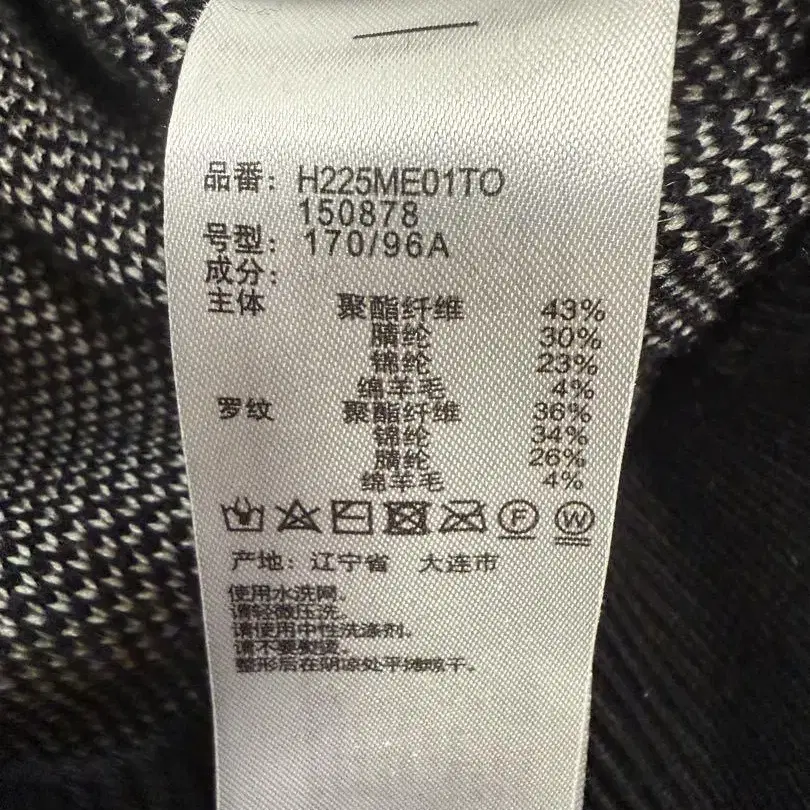 品番: H225ME01TO
150878
号型: 170/96A
成分:
主体 聚酯纤维 43%
腈纶 30%
锦纶 23%
绵羊毛 4%
罗纹 聚酯纤维 36%
锦纶 34%
腈纶 26%
绵羊毛 4%
F W
产地: 辽宁省 大连市
使用水洗网。
请轻微压洗。
请使用中性洗涤剂。
请不要熨烫。
整形后在阴凉处平摊晾干。